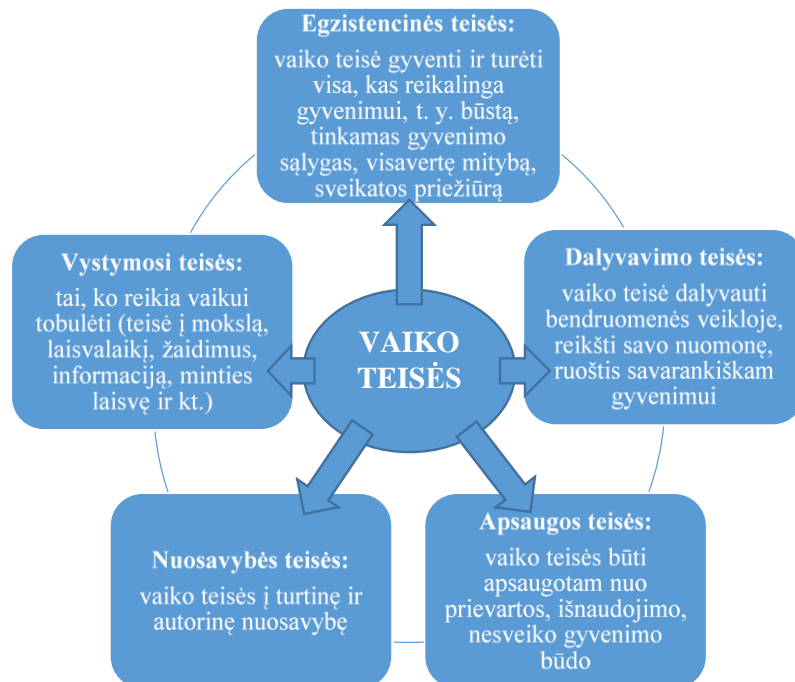 Egzistencinės teisės:
vaiko teisė gyventi ir turėti
visa, kas reikalinga
gyvenimui, t. y. būstą,
tinkamas gyvenimo
sąlygas, visavertę mitybą,
sveikatos priežiūrą
Vystymosi teisės:
tai, ko reikia vaikui
tobulėti (teisė į mokslą,
laisvalaikį, žaidimus,
informaciją, minties
laisvę ir kt.)
VAIKO
TEISĖS
Dalyvavimo teisės:
vaiko teisė dalyvauti
bendruomenės veikloje,
reikšti savo nuomonę,
ruoštis savarankiškam
gyvenimui
Nuosavybės teisės:
vaiko teisės į turtinę ir
autorinę nuosavybę
Apsaugos teisės:
vaiko teisės būti
apsaugotam nuo
prievartos, išnaudojimo,
nesveiko gyvenimo
būdo